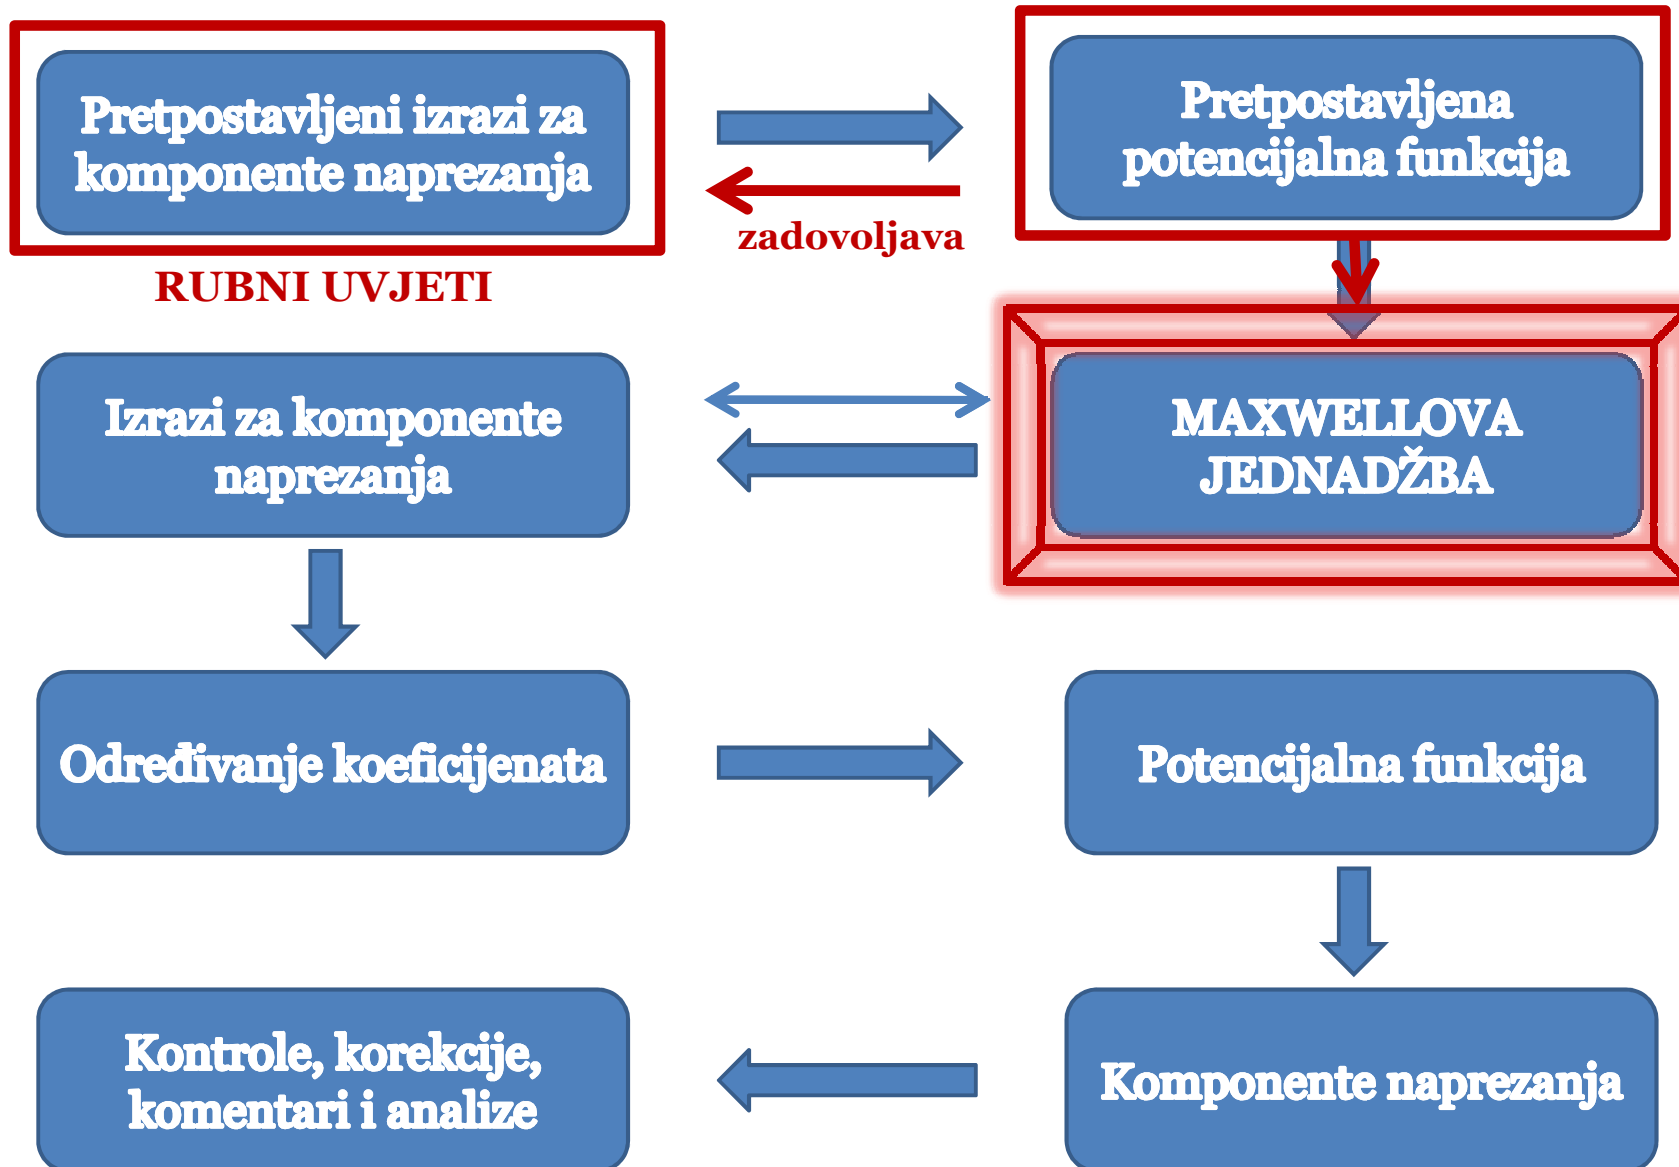 Pretpostavljeni izrazi za
komponente naprezanja
Pretpostavljena
potencijalna funkcija
zadovoljava
RUBNI UVJETI
Izrazi za komponente
naprezanja
MAXWELLOVA
JEDNADŽBA
Određivanje koeficijenata
Potencijalna funkcija
Kontrole, korekcije,
komentari i analize
Komponente naprezanja